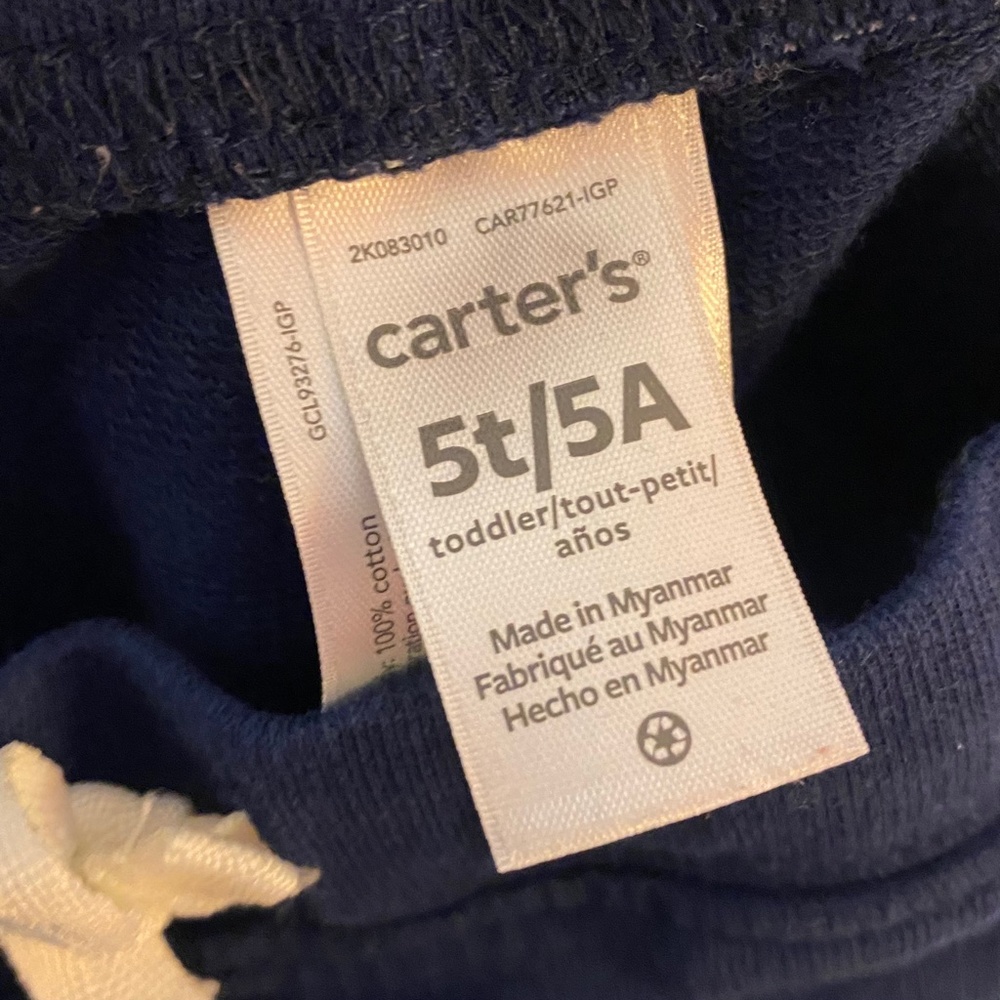 2K083010 CAR77621-IGP
carter's®
5t/5A
toddler/tout-petit/
años
Made in Myanmar
Fabriqué au Myanmar
Hecho en Myanmar
GCL93276-IGP
100% cotton